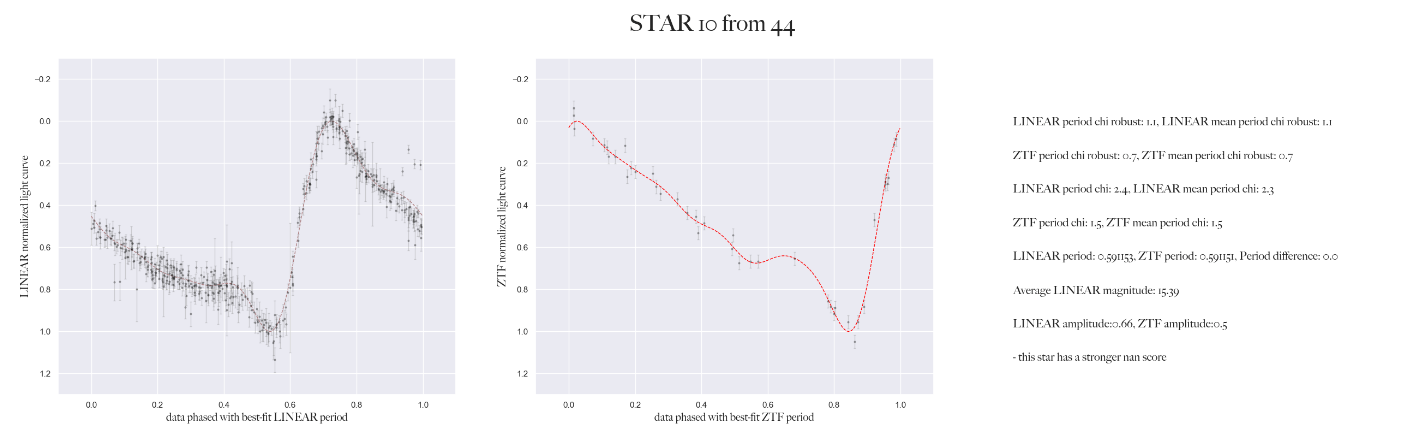 STAR 10 from 44
LINEAR normalized light curve
−0.2
0.0
0.2
0.4
0.6
0.8
1.0
1.2
0.0 0.2 0.4 0.6 0.8 1.0
data phased with best-fit LINEAR period
ZTF normalized light curve
−0.2
0.0
0.2
0.4
0.6
0.8
1.0
1.2
0.0 0.2 0.4 0.6 0.8 1.0
data phased with best-fit ZTF period
LINEAR period chi robust: 1.1, LINEAR mean period chi robust: 1.1
ZTF period chi robust: 0.7, ZTF mean period chi robust: 0.7
LINEAR period chi: 2.4, LINEAR mean period chi: 2.3
ZTF period chi: 1.5, ZTF mean period chi: 1.5
LINEAR period: 0.591153, ZTF period: 0.591151, Period difference: 0.0
Average LINEAR magnitude: 15.39
LINEAR amplitude:0.66, ZTF amplitude:0.5
- this star has a stronger nan score